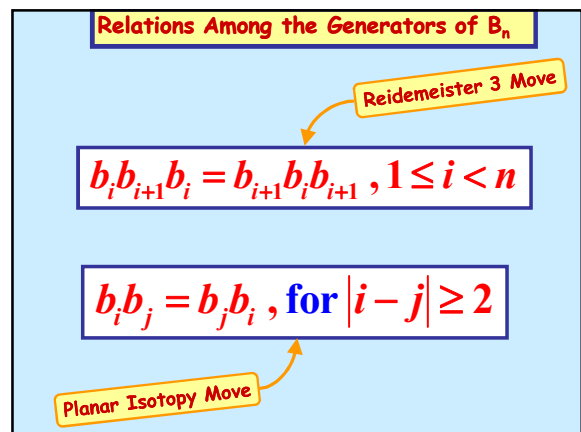 Relations Among the Generators of Bₙ
Reidemeister 3 Move
bᵢbᵢ₊₁bᵢ = bᵢ₊₁bᵢbᵢ₊₁ , 1 ≤ i < n
bᵢbⱼ = bⱼbᵢ , for |i − j| ≥ 2
Planar Isotopy Move